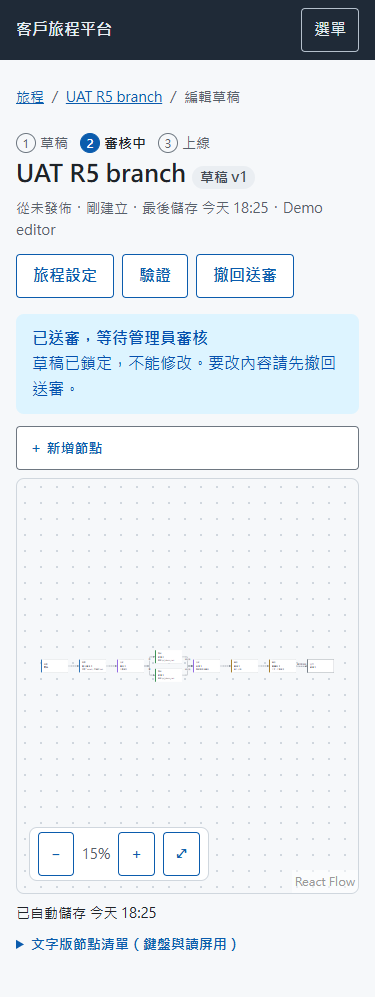 客戶旅程平台
選單
旅程 / UAT R5 branch / 編輯草稿
1 草稿 2 審核中 3 上線
UAT R5 branch 草稿 v1
從未發佈 · 剛建立 · 最後儲存 今天 18:25 · Demo
editor
旅程設定 驗證 撤回送審
已送審，等待管理員審核
草稿已鎖定，不能修改。要改內容請先撤回
送審。
+ 新增節點
− 15% +
React Flow
已自動儲存 今天 18:25
▶ 文字版節點清單（鍵盤與讀屏用）